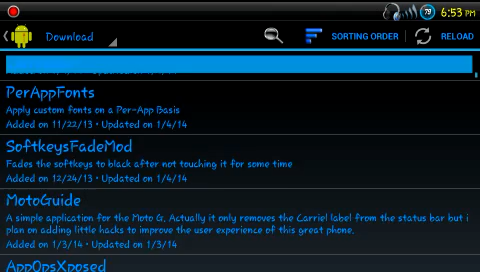 79 6:53 PM
Download SORTING ORDER RELOAD
PerAppFonts
Apply custom fonts on a Per-App Basis
Added on 11/22/13 • Updated on 1/4/14
SoftkeysFadeMod
Fades the softkeys to black after not touching it for some time
Added on 12/24/13 • Updated on 1/4/14
MotoGuide
A simple application for the Moto G. Actually it only removes the Carriel label from the status bar but i
plan on adding little hacks to improve the user experience of this great phone.
Added on 1/3/14 • Updated on 1/3/14
AppOpsXposed